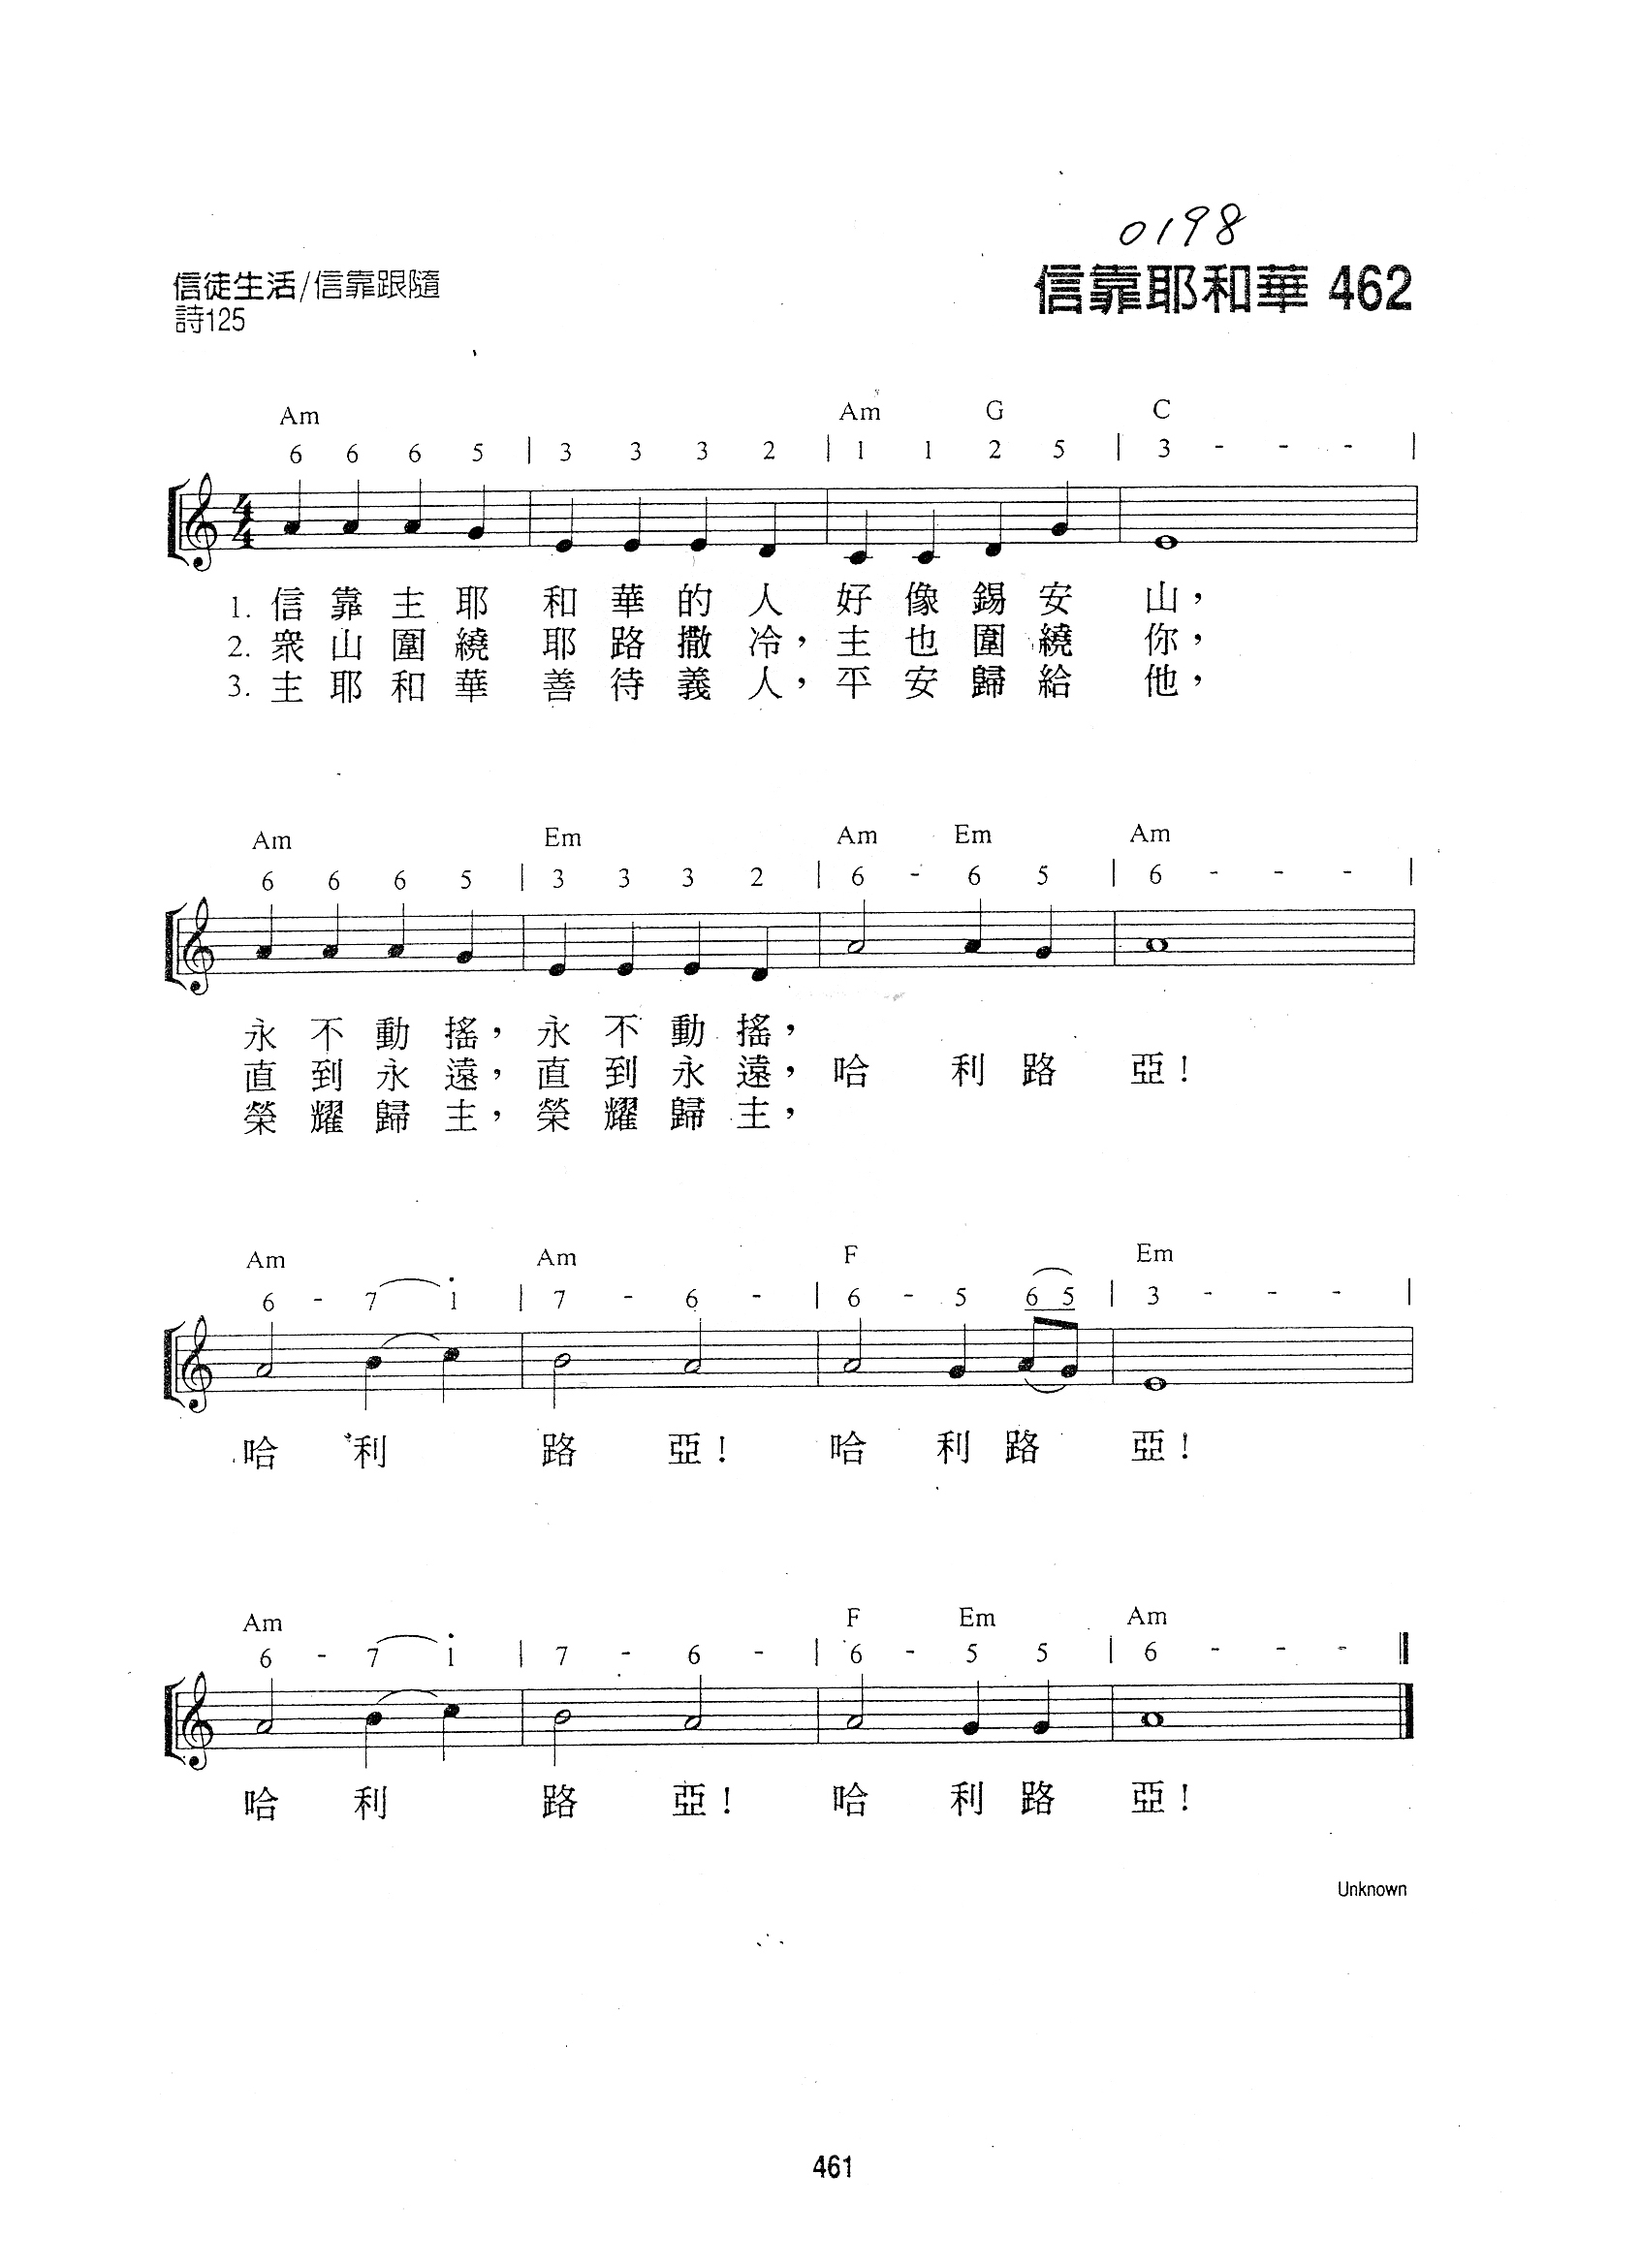 0198
信徒生活/信靠跟隨
信靠耶和華 462
詩125
Am Am G C
6 6 6 5 | 3 3 3 2 | 1 1 2 5 | 3 - - - |
1. 信靠主耶和華的人好像錫安山，
2. 衆山圍繞耶路撒冷，主也圍繞你，
3. 主耶和華善待義人，平安歸給他，
Am Em Am Em Am
6 6 6 5 | 3 3 3 2 | 6 - 6 5 | 6 - - - |
永不動搖，永不動搖，
直到永遠，直到永遠，哈利路亞！
榮耀歸主，榮耀歸主，
Am Am F Em
6 - 7 i | 7 - 6 - | 6 - 5 6 5 | 3 - - - |
哈利路亞！哈利路亞！
Am F Em Am
6 - 7 i | 7 - 6 - | 6 - 5 5 | 6 - - - ‖
哈利路亞！哈利路亞！
Unknown
461